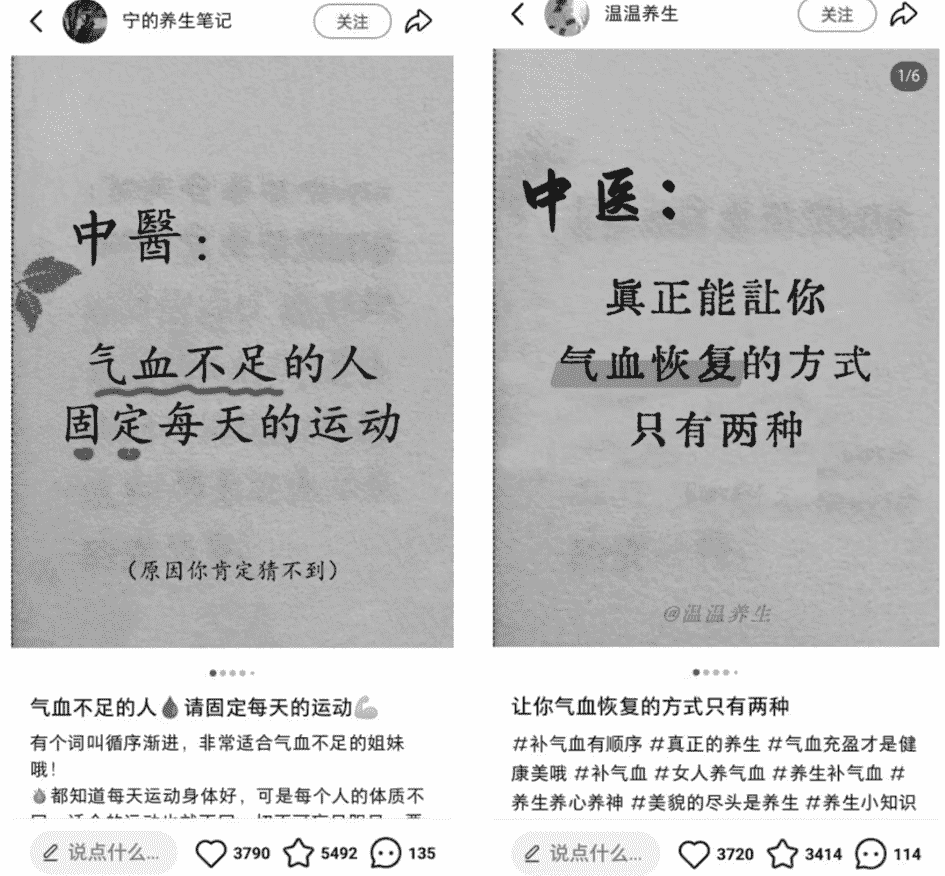 宁的养生笔记
关注
中醫：
气血不足的人
固定每天的运动
（原因你肯定猜不到）
气血不足的人🩸请固定每天的运动💪
有个词叫循序渐进，非常适合气血不足的姐妹
哦！
🔥都知道每天运动身体好，可是每个人的体质不
说点什么...
3790
5492
135
温温养生
关注
1/6
中医：
眞正能讓你
气血恢复的方式
只有两种
@温温养生
让你气血恢复的方式只有两种
#补气血有顺序 #真正的养生 #气血充盈才是健
康美哦 #补气血 #女人养气血 #养生补气血 #
养生养心养神 #美貌的尽头是养生 #养生小知识
说点什么...
3720
3414
114